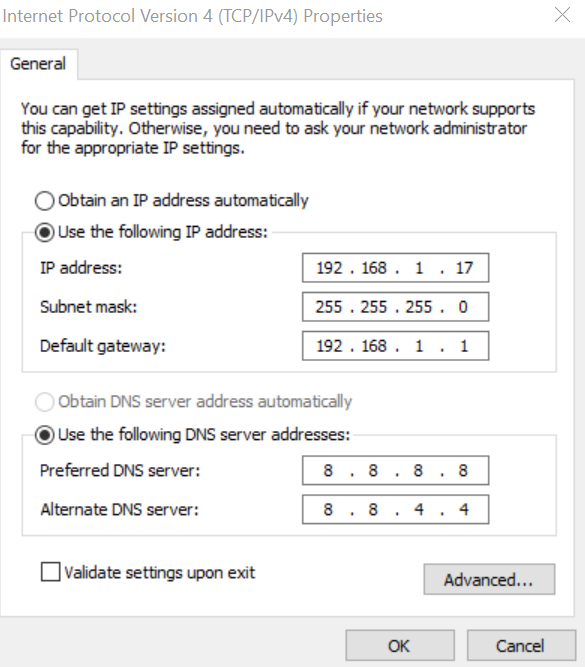 Internet Protocol Version 4 (TCP/IPv4) Properties
General
You can get IP settings assigned automatically if your network supports
this capability. Otherwise, you need to ask your network administrator
for the appropriate IP settings.
Obtain an IP address automatically
Use the following IP address:
IP address: 192 . 168 . 1 . 17
Subnet mask: 255 . 255 . 255 . 0
Default gateway: 192 . 168 . 1 . 1
Obtain DNS server address automatically
Use the following DNS server addresses:
Preferred DNS server: 8 . 8 . 8 . 8
Alternate DNS server: 8 . 8 . 4 . 4
Validate settings upon exit
Advanced...
OK Cancel